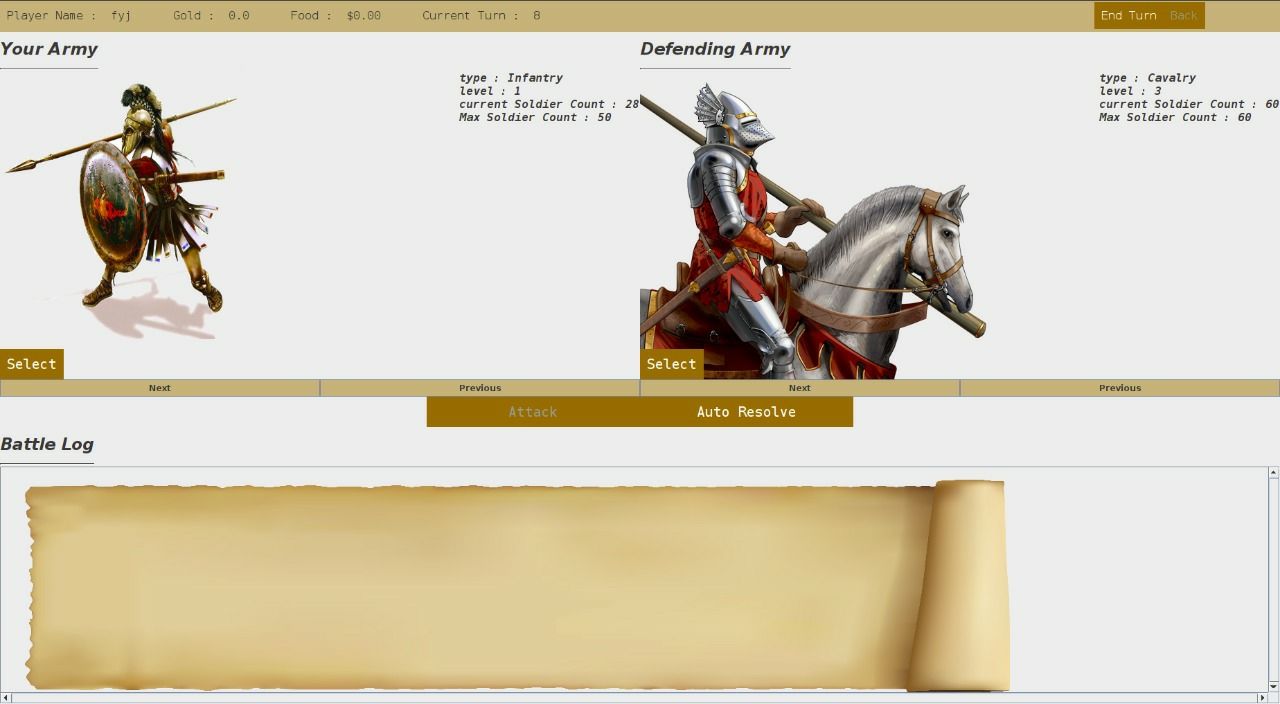 Player Name :  fyj  Gold :  0.0  Food :  $0.00  Current Turn :  8  End Turn  Back
Your Army
type : Infantry
level : 1
current Soldier Count : 28
Max Soldier Count : 50
Select
Next  Previous
Defending Army
type : Cavalry
level : 3
current Soldier Count : 60
Max Soldier Count : 60
Select
Next  Previous
Attack  Auto Resolve
Battle Log